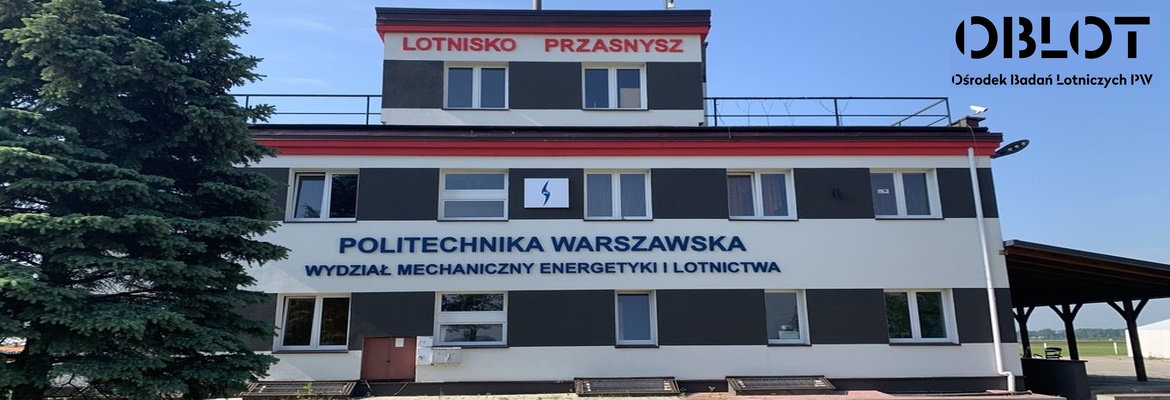 OBLOT
Ośrodek Badań Lotniczych PW
LOTNISKO PRZASNYSZ
POLITECHNIKA WARSZAWSKA
WYDZIAŁ MECHANICZNY ENERGETYKI I LOTNICTWA